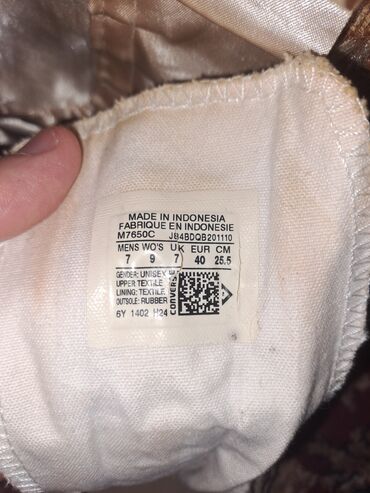 MADE IN INDONESIA
FABRIQUE EN INDONESIE
M7650C JB4BDQB201110
MENS WO'S UK EUR CM
7 9 7 40 25.5
GENDER: UNISEX
UPPER: TEXTILE
LINING: TEXTILE
OUTSOLE: RUBBER
CONVERSE
6Y 1402 H24